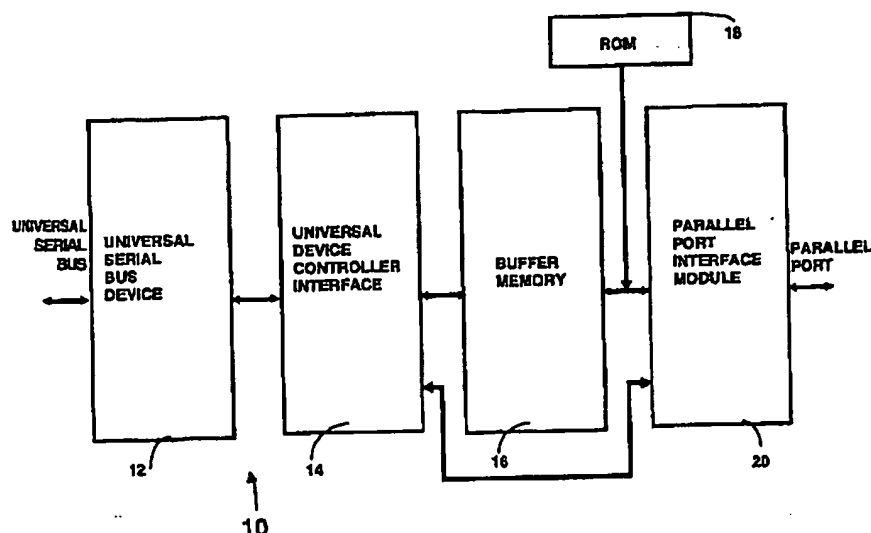 ROM
18
UNIVERSAL
SERIAL
BUS
UNIVERSAL
SERIAL
BUS
DEVICE
UNIVERSAL
DEVICE
CONTROLLER
INTERFACE
BUFFER
MEMORY
PARALLEL
PORT
INTERFACE
MODULE
PARALLEL
PORT
12
14
16
20
10